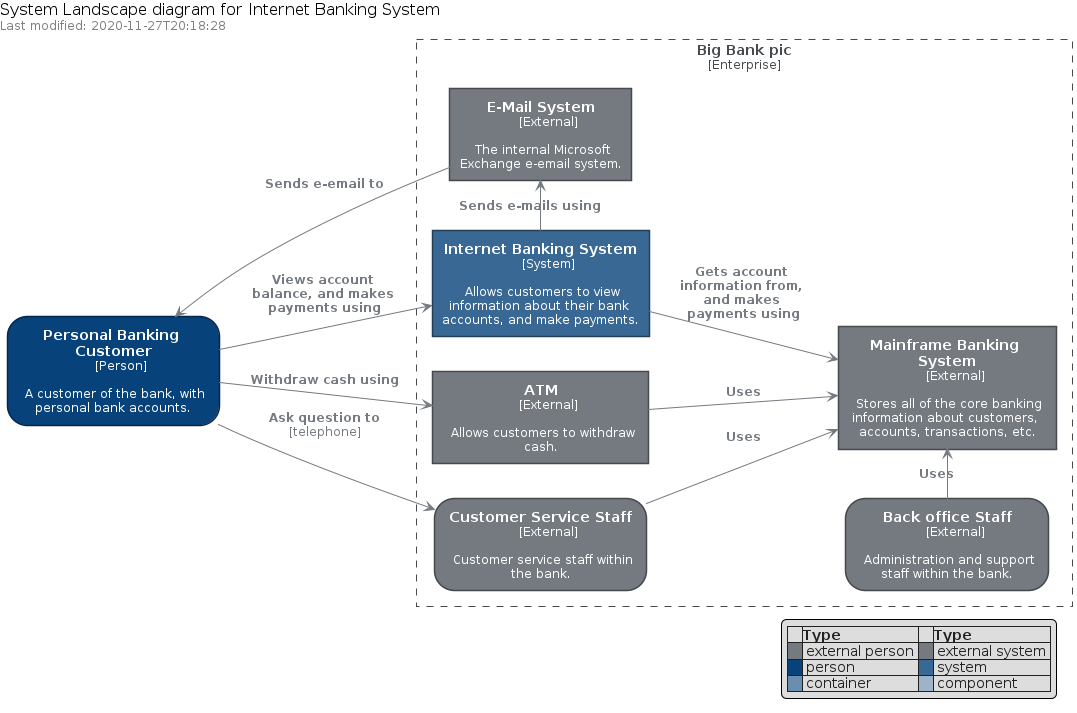 System Landscape diagram for Internet Banking System
Last modified: 2020-11-27T20:18:28
Big Bank pic
[Enterprise]
E-Mail System
[External]
The internal Microsoft
Exchange e-email system.
Sends e-email to
Sends e-mails using
Internet Banking System
[System]
Allows customers to view
information about their bank
accounts, and make payments.
Views account
balance, and makes
payments using
Gets account
information from,
and makes
payments using
Personal Banking
Customer
[Person]
A customer of the bank, with
personal bank accounts.
Mainframe Banking
System
[External]
Stores all of the core banking
information about customers,
accounts, transactions, etc.
Withdraw cash using
ATM
[External]
Allows customers to withdraw
cash.
Uses
Ask question to
[telephone]
Uses
Uses
Customer Service Staff
[External]
Customer service staff within
the bank.
Back office Staff
[External]
Administration and support
staff within the bank.
Type Type
external person external system
person system
container component